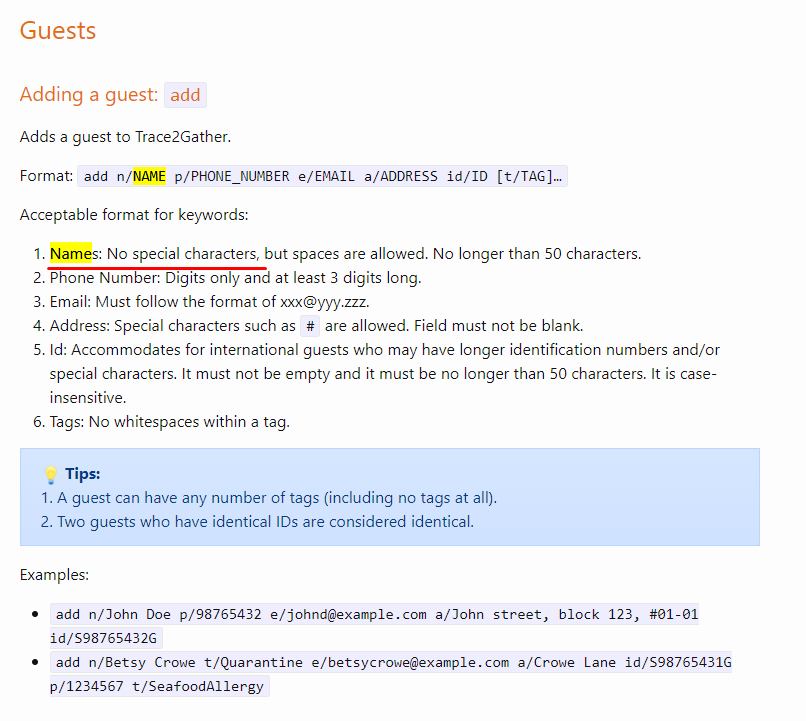 Guests
Adding a guest: add
Adds a guest to Trace2Gather.
Format: add n/NAME p/PHONE_NUMBER e/EMAIL a/ADDRESS id/ID [t/TAG]…
Acceptable format for keywords:
1. Names: No special characters, but spaces are allowed. No longer than 50 characters.
2. Phone Number: Digits only and at least 3 digits long.
3. Email: Must follow the format of xxx@yyy.zzz.
4. Address: Special characters such as # are allowed. Field must not be blank.
5. Id: Accommodates for international guests who may have longer identification numbers and/or
special characters. It must not be empty and it must be no longer than 50 characters. It is case-
insensitive.
6. Tags: No whitespaces within a tag.
💡 Tips:
1. A guest can have any number of tags (including no tags at all).
2. Two guests who have identical IDs are considered identical.
Examples:
• add n/John Doe p/98765432 e/johnd@example.com a/John street, block 123, #01-01
id/S98765432G
• add n/Betsy Crowe t/Quarantine e/betsycrowe@example.com a/Crowe Lane id/S98765431G
p/1234567 t/SeafoodAllergy